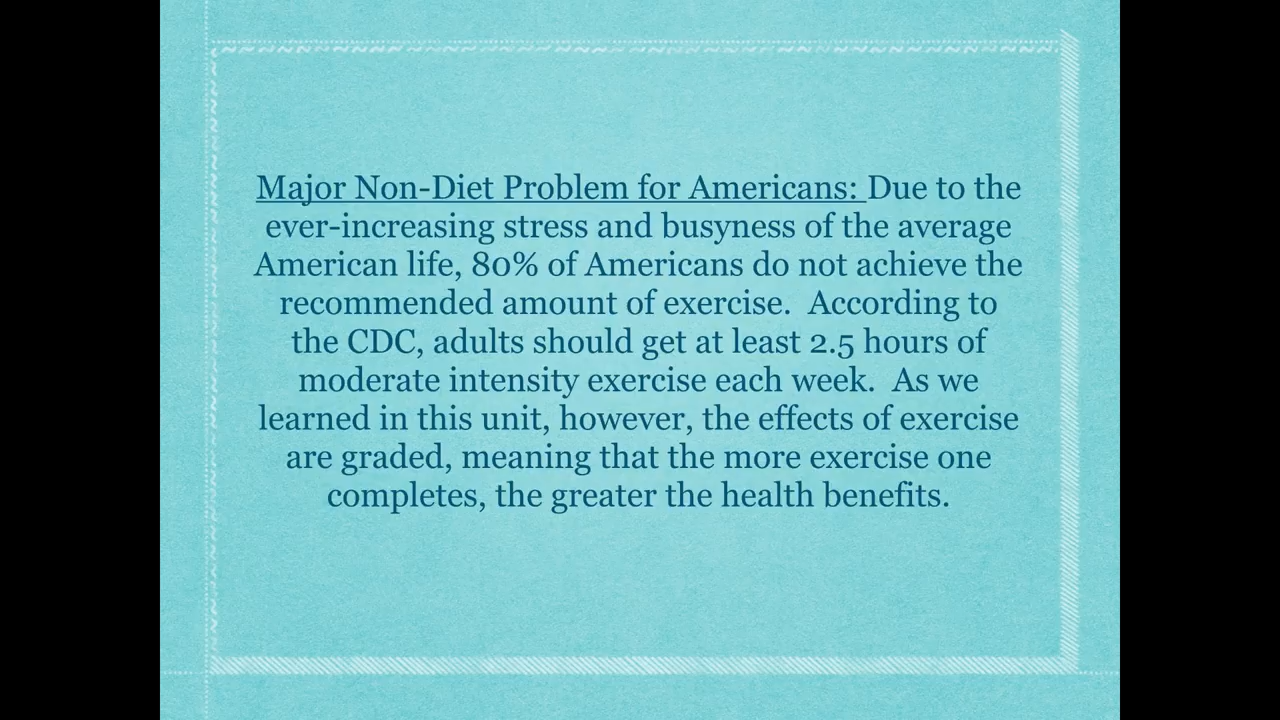 Major Non-Diet Problem for Americans: Due to the
ever-increasing stress and busyness of the average
American life, 80% of Americans do not achieve the
recommended amount of exercise.  According to
the CDC, adults should get at least 2.5 hours of
moderate intensity exercise each week.  As we
learned in this unit, however, the effects of exercise
are graded, meaning that the more exercise one
completes, the greater the health benefits.